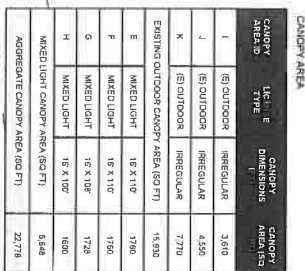 CANOPY AREA
CANOPY AREA ID TYPE CANOPY DIMENSIONS CANOPY AREA (SQ
I (E) OUTDOOR IRREGULAR 3,610
J (E) OUTDOOR IRREGULAR 4,550
K (E) OUTDOOR IRREGULAR 7,770
EXISTING OUTDOOR CANOPY AREA (SQ FT) 15,930
E MIXED LIGHT 16' X 110' 1760
F MIXED LIGHT 16' X 110' 1760
G MIXED LIGHT 16' X 108' 1728
H MIXED LIGHT 16' X 100' 1600
MIXED LIGHT CANOPY AREA (SQ FT) 6,848
AGGREGATE CANOPY AREA (SQ FT) 22,778